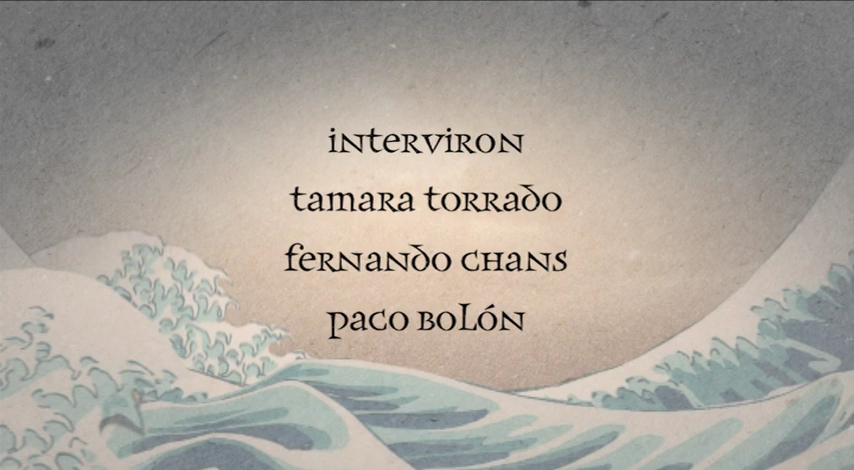 interviron
tamara torrado
fernando chans
paco bolón